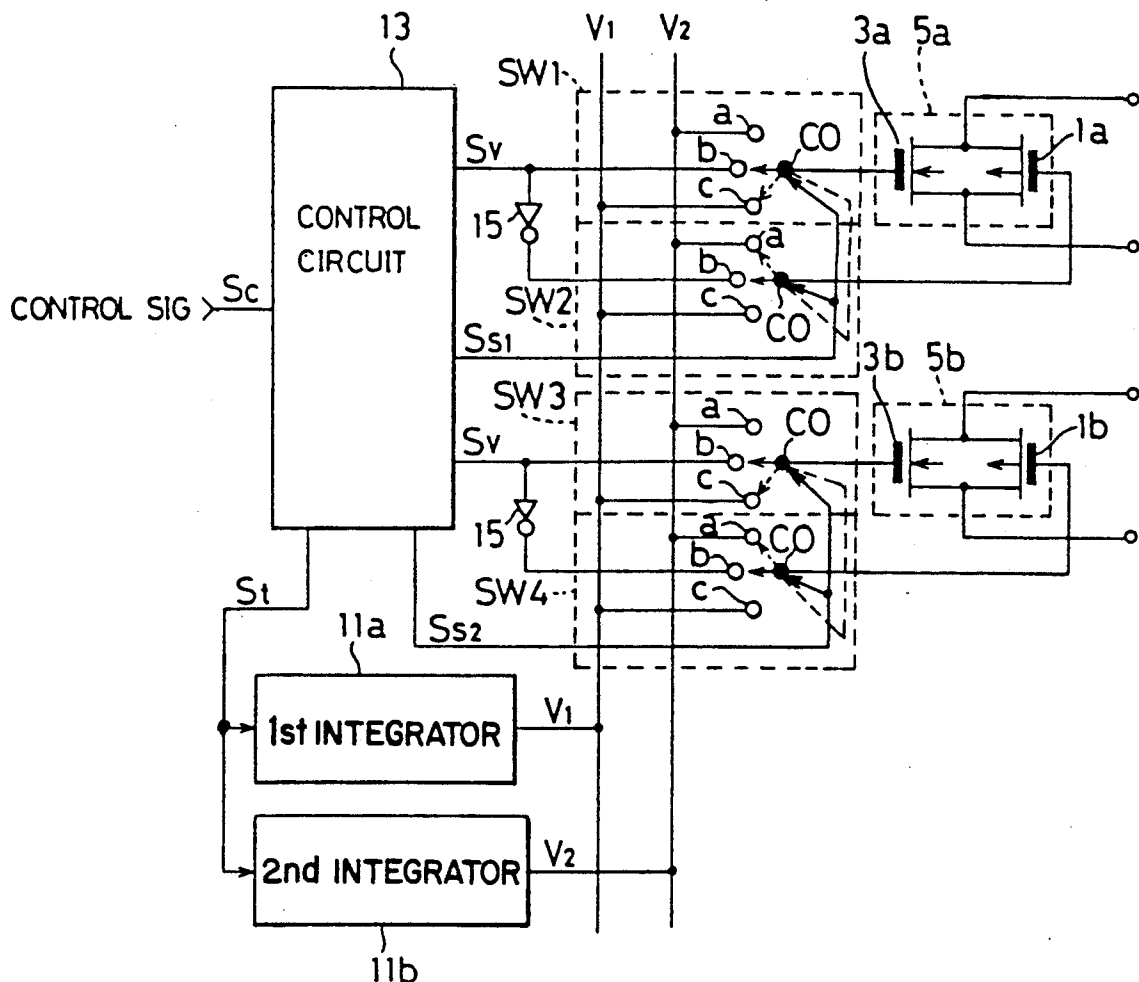 13
V1
V2
3a
5a
SW1
a
CO
1a
Sv
b
c
15
CONTROL
CIRCUIT
a
b
CONTROL SIG
Sc
SW2
c
CO
Ss1
3b
5b
SW3
a
CO
1b
Sv
b
c
15
a
CO
b
SW4
c
St
Ss2
11a
1st INTEGRATOR
V1
2nd INTEGRATOR
V2
11b